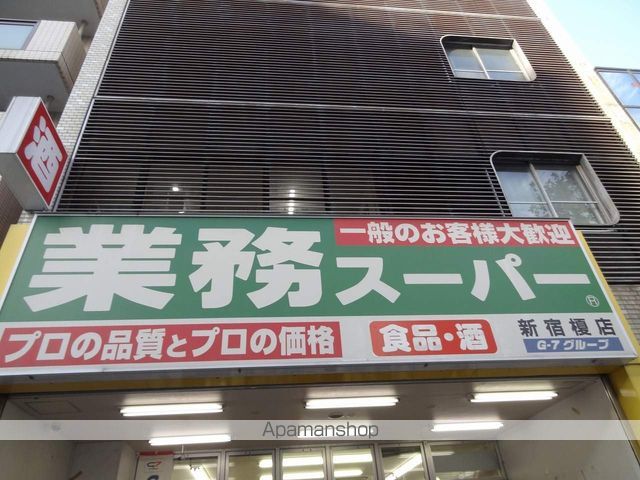 一般のお客様大歓迎
業務スーパー®
プロの品質とプロの価格
食品・酒
新宿榎店
G-7 グループ
Apamanshop